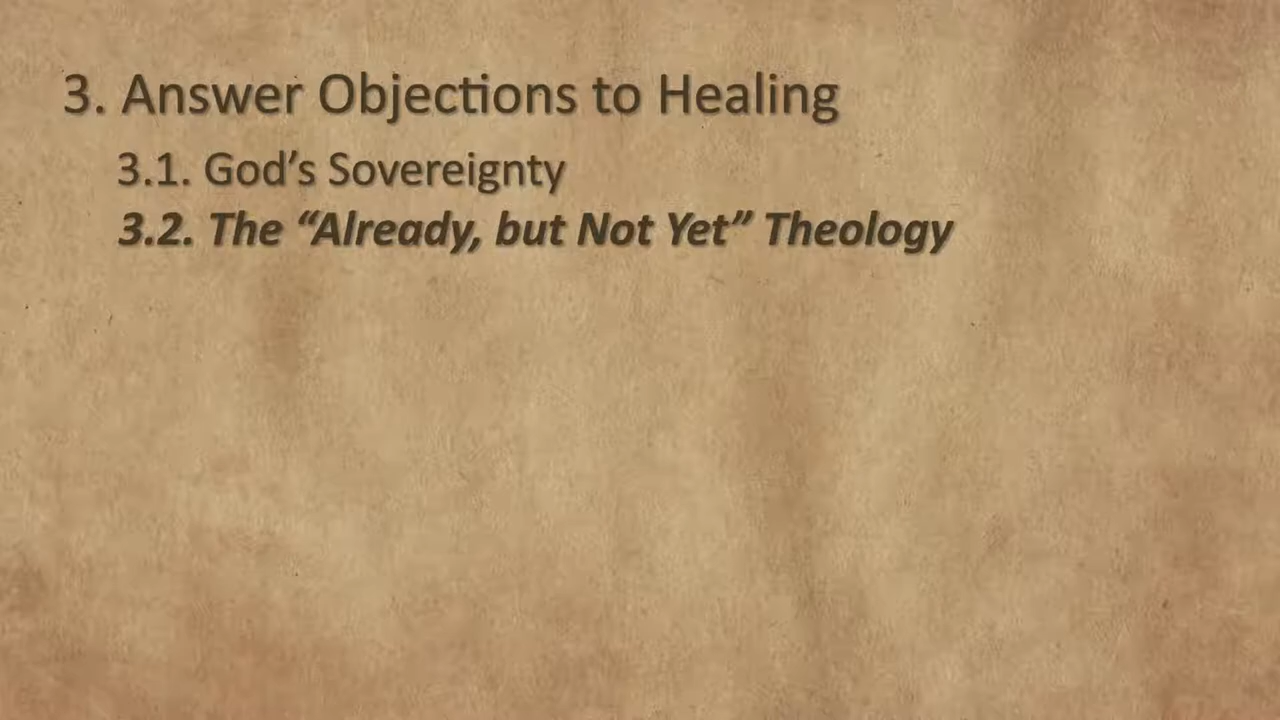 3. Answer Objections to Healing
3.1. God’s Sovereignty
3.2. The “Already, but Not Yet” Theology